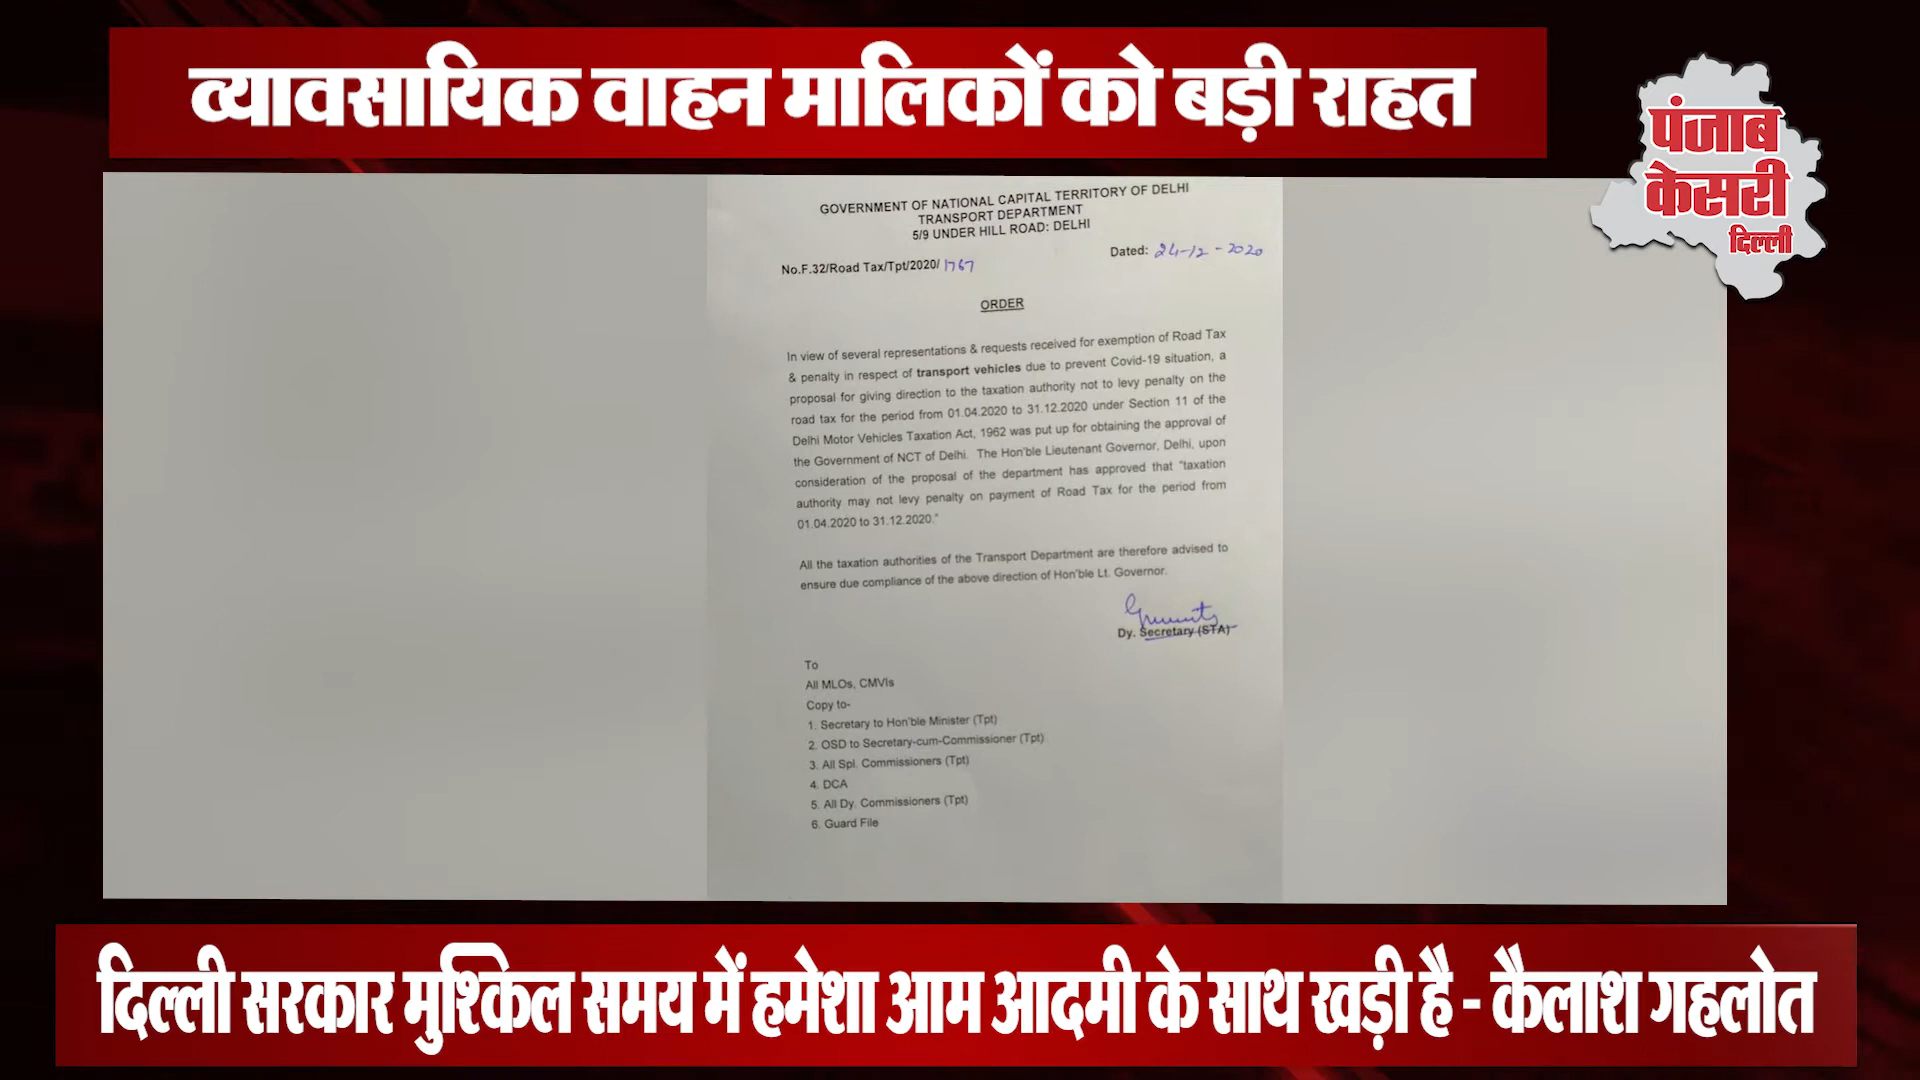 व्यावसायिक वाहन मालिकों को बड़ी राहत
पंजाब
केसरी
दिल्ली
GOVERNMENT OF NATIONAL CAPITAL TERRITORY OF DELHI
TRANSPORT DEPARTMENT
5/9 UNDER HILL ROAD: DELHI
Dated: 24-12-2020
No.F.32/Road Tax/Tpt/2020/ 1767
ORDER
In view of several representations & requests received for exemption of Road Tax
& penalty in respect of transport vehicles due to prevent Covid-19 situation, a
proposal for giving direction to the taxation authority not to levy penalty on the
road tax for the period from 01.04.2020 to 31.12.2020 under Section 11 of the
Delhi Motor Vehicles Taxation Act, 1962 was put up for obtaining the approval of
the Government of NCT of Delhi. The Hon'ble Lieutenant Governor, Delhi, upon
consideration of the proposal of the department has approved that "taxation
authority may not levy penalty on payment of Road Tax for the period from
01.04.2020 to 31.12.2020."
All the taxation authorities of the Transport Department are therefore advised to
ensure due compliance of the above direction of Hon'ble Lt. Governor.
Dy. Secretary (STA)
To
All MLOs, CMVIs
Copy to-
1. Secretary to Hon'ble Minister (Tpt)
2. OSD to Secretary-cum-Commissioner (Tpt)
3. All Spl. Commissioners (Tpt)
4. DCA
5. All Dy. Commissioners (Tpt)
6. Guard File
दिल्ली सरकार मुश्किल समय में हमेशा आम आदमी के साथ खड़ी है - कैलाश गहलोत